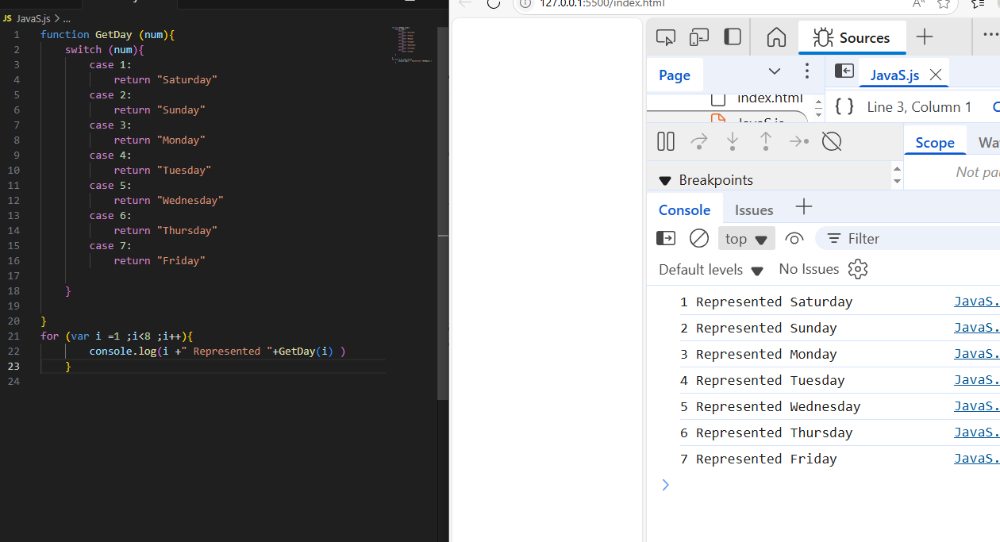 JS JavaS.js > ...
1 function GetDay (num){
2 switch (num){
3 case 1:
4 return "Saturday"
5 case 2:
6 return "Sunday"
7 case 3:
8 return "Monday"
9 case 4:
10 return "Tuesday"
11 case 5:
12 return "Wednesday"
13 case 6:
14 return "Thursday"
15 case 7:
16 return "Friday"
17
18 }
19
20 }
21 for (var i =1 ;i<8 ;i++){
22 console.log(i +" Represented "+GetDay(i) )
23 }
24
127.0.0.1:5500/index.html
Sources
Page
JavaS.js
index.html
JavaS.js
{ } Line 3, Column 1
Scope
Not
Breakpoints
Console Issues
top Filter
Default levels No Issues
1 Represented Saturday JavaS.
2 Represented Sunday JavaS.
3 Represented Monday JavaS.
4 Represented Tuesday JavaS.
5 Represented Wednesday JavaS.
6 Represented Thursday JavaS.
7 Represented Friday JavaS.
>